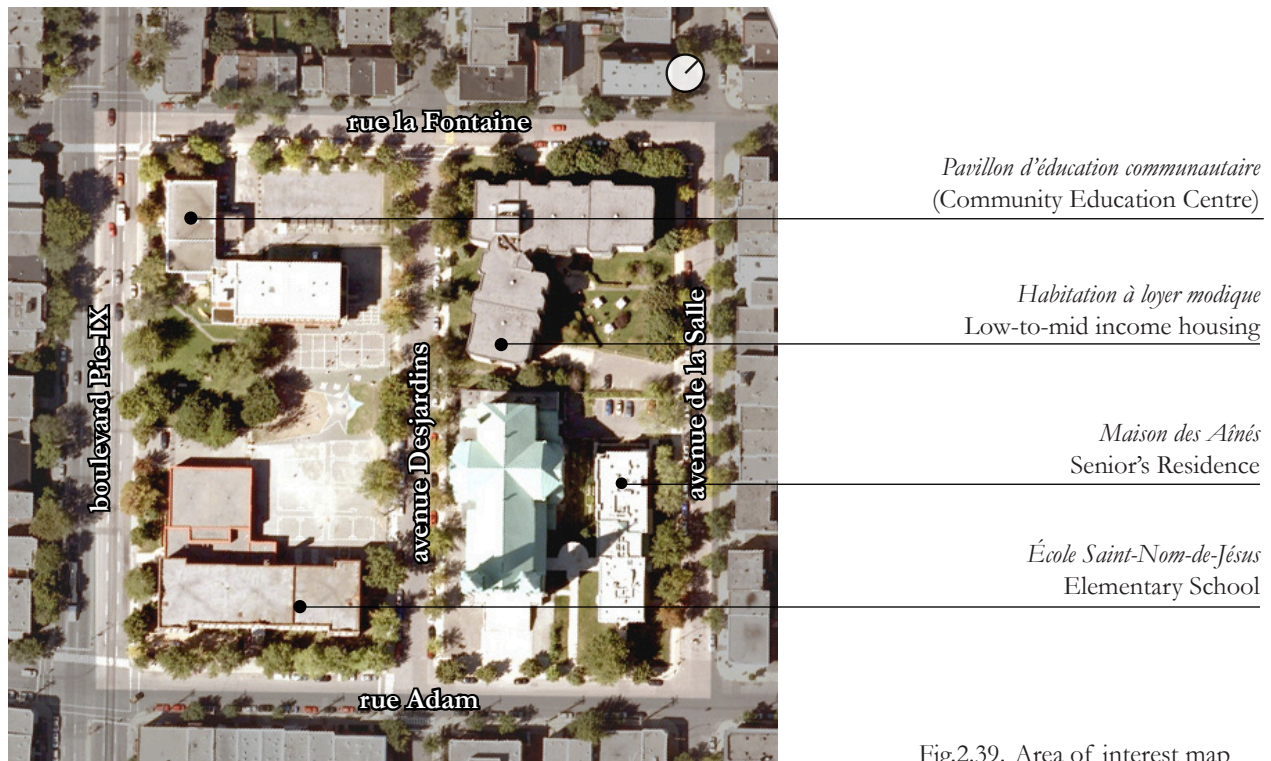 rue la Fontaine
boulevard Pie-IX
avenue Desjardins
avenue de la Salle
rue Adam
Pavillon d'éducation communautaire
(Community Education Centre)
Habitation à loyer modique
Low-to-mid income housing
Maison des Aînés
Senior's Residence
École Saint-Nom-de-Jésus
Elementary School
Fig.2.39. Area of interest map